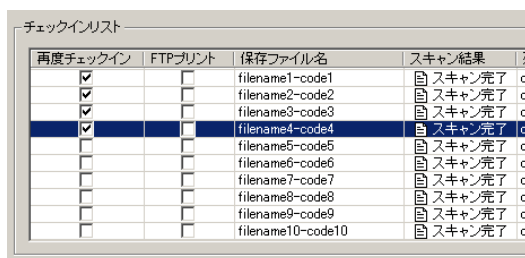 チェックインリスト
再度チェックイン FTPプリント 保存ファイル名 スキャン結果
filename1-code1 スキャン完了 c
filename2-code2 スキャン完了 c
filename3-code3 スキャン完了 c
filename4-code4 スキャン完了 c
filename5-code5 スキャン完了 c
filename6-code6 スキャン完了 c
filename7-code7 スキャン完了 c
filename8-code8 スキャン完了 c
filename9-code9 スキャン完了 c
filename10-code10 スキャン完了 c